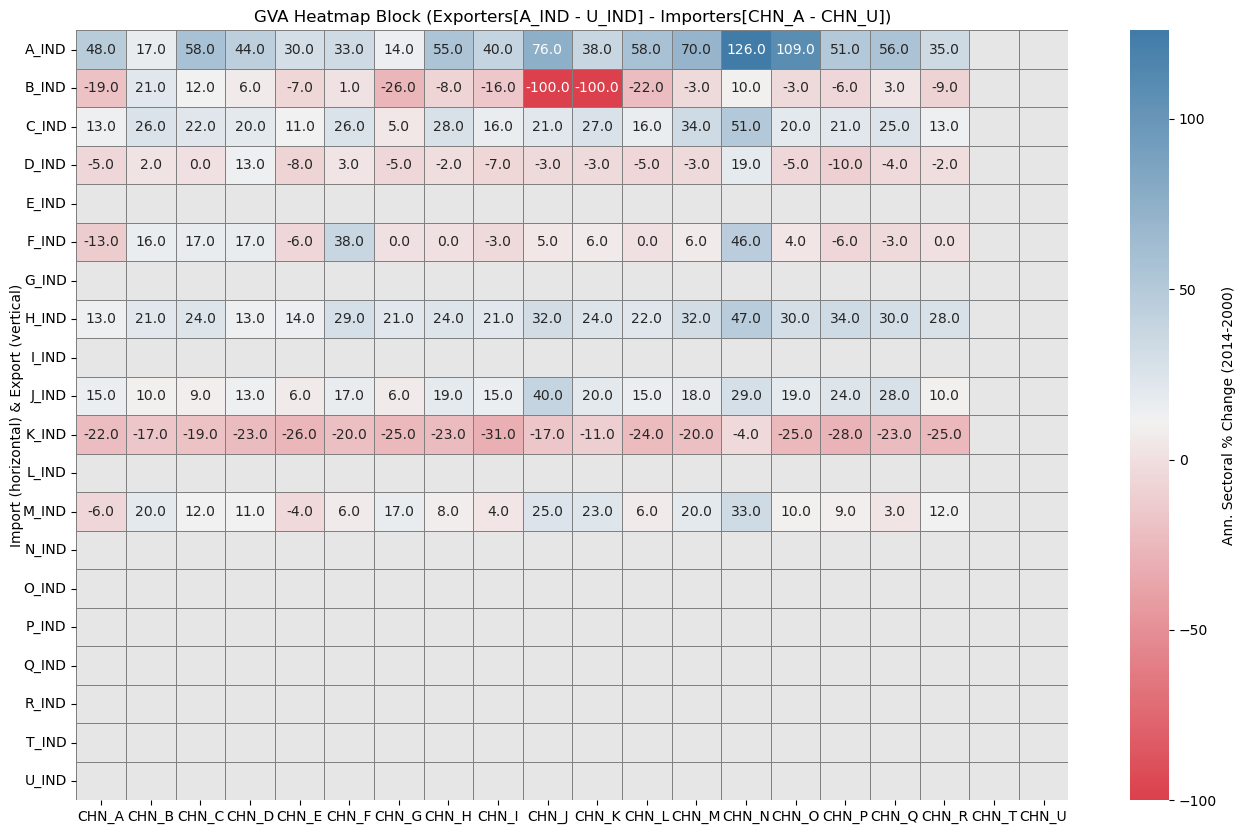 GVA Heatmap Block (Exporters[A_IND - U_IND] - Importers[CHN_A - CHN_U])
Import (horizontal) & Export (vertical)
A_IND 48.0 17.0 58.0 44.0 30.0 33.0 14.0 55.0 40.0 76.0 38.0 58.0 70.0 126.0 109.0 51.0 56.0 35.0
B_IND -19.0 21.0 12.0 6.0 -7.0 1.0 -26.0 -8.0 -16.0 -100.0 -100.0 -22.0 -3.0 10.0 -3.0 -6.0 3.0 -9.0
C_IND 13.0 26.0 22.0 20.0 11.0 26.0 5.0 28.0 16.0 21.0 27.0 16.0 34.0 51.0 20.0 21.0 25.0 13.0
D_IND -5.0 2.0 0.0 13.0 -8.0 3.0 -5.0 -2.0 -7.0 -3.0 -3.0 -5.0 -3.0 19.0 -5.0 -10.0 -4.0 -2.0
E_IND
F_IND -13.0 16.0 17.0 17.0 -6.0 38.0 0.0 0.0 -3.0 5.0 6.0 0.0 6.0 46.0 4.0 -6.0 -3.0 0.0
G_IND
H_IND 13.0 21.0 24.0 13.0 14.0 29.0 21.0 24.0 21.0 32.0 24.0 22.0 32.0 47.0 30.0 34.0 30.0 28.0
I_IND
J_IND 15.0 10.0 9.0 13.0 6.0 17.0 6.0 19.0 15.0 40.0 20.0 15.0 18.0 29.0 19.0 24.0 28.0 10.0
K_IND -22.0 -17.0 -19.0 -23.0 -26.0 -20.0 -25.0 -23.0 -31.0 -17.0 -11.0 -24.0 -20.0 -4.0 -25.0 -28.0 -23.0 -25.0
L_IND
M_IND -6.0 20.0 12.0 11.0 -4.0 6.0 17.0 8.0 4.0 25.0 23.0 6.0 20.0 33.0 10.0 9.0 3.0 12.0
N_IND
O_IND
P_IND
Q_IND
R_IND
T_IND
U_IND
CHN_A CHN_B CHN_C CHN_D CHN_E CHN_F CHN_G CHN_H CHN_I CHN_J CHN_K CHN_L CHN_M CHN_N CHN_O CHN_P CHN_Q CHN_R CHN_T CHN_U
100
50
0
−50
−100
Ann. Sectoral % Change (2014-2000)